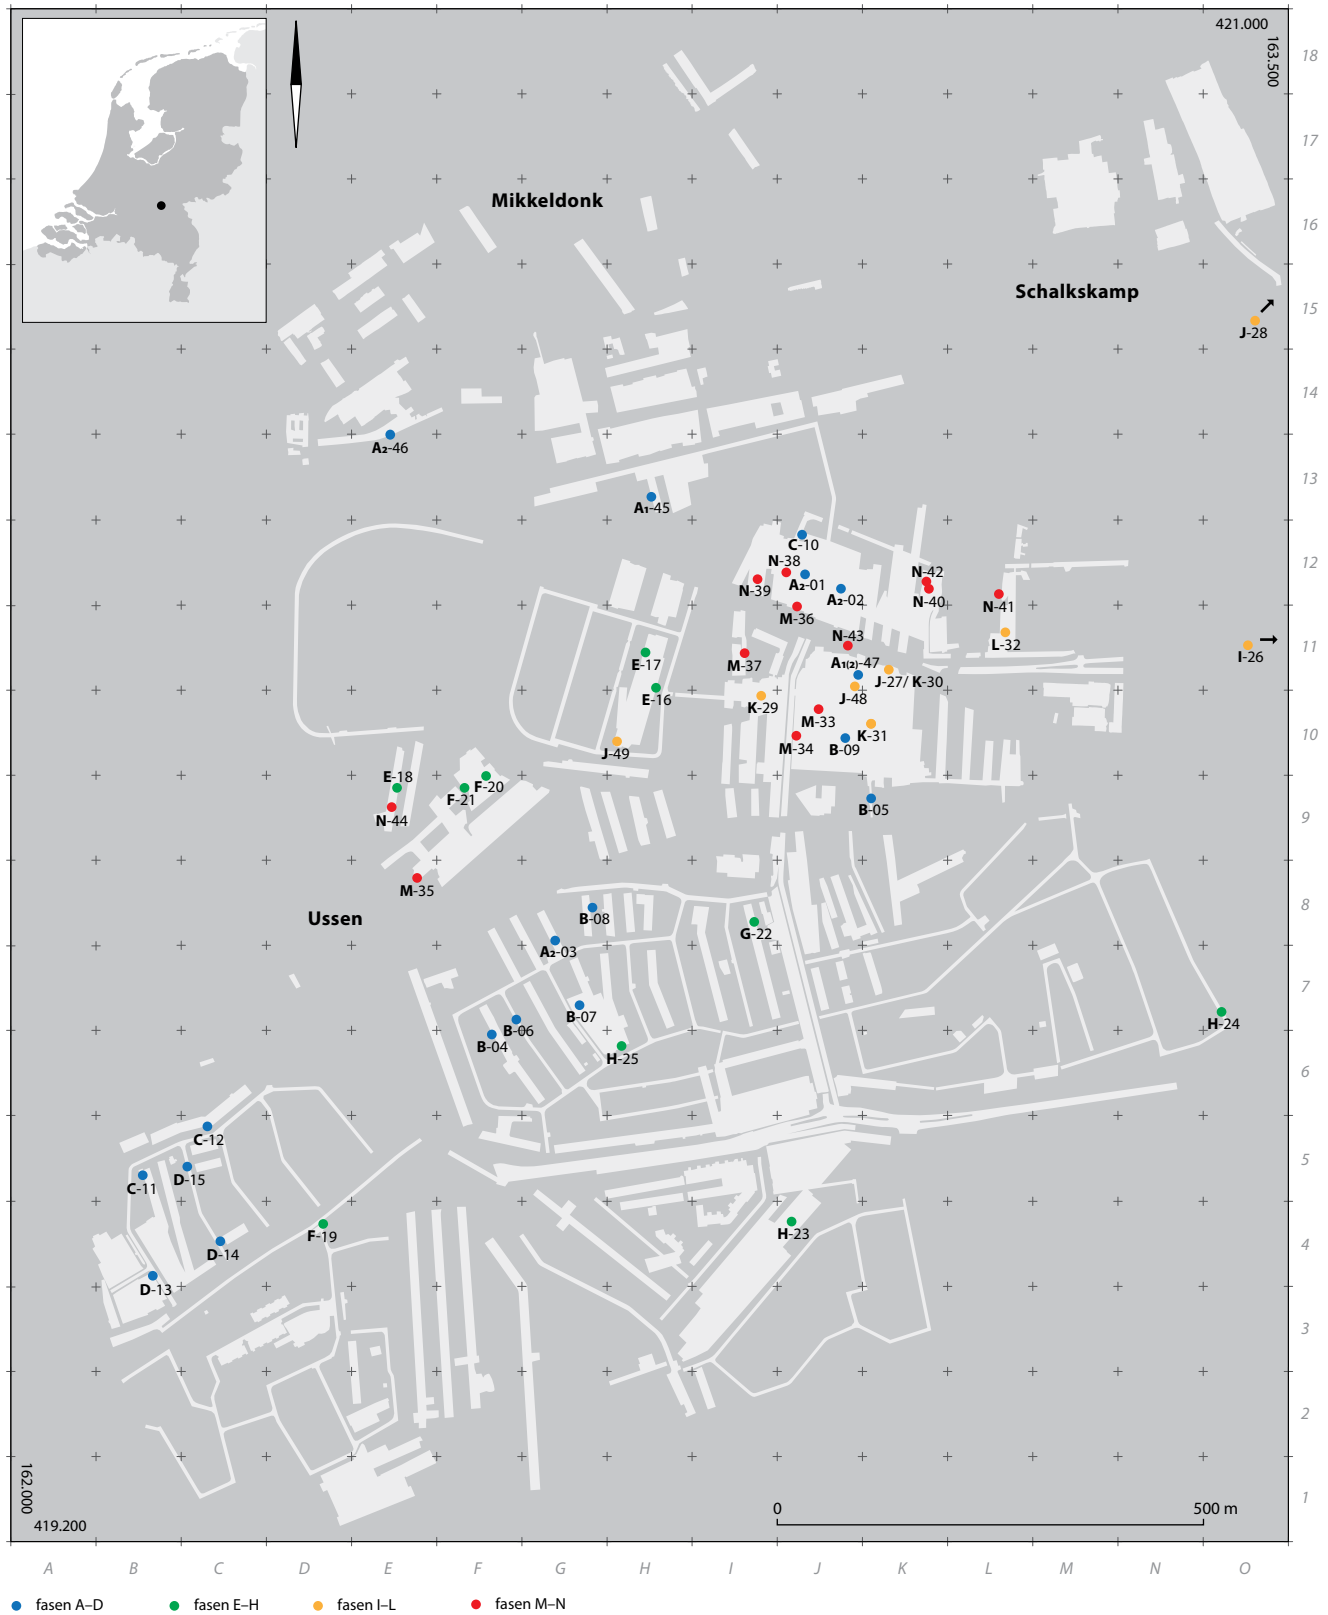 421.000
163.500
18
17
Mikkeldonk
16
Schalkskamp
15
J-28
14
A2-46
13
A1-45
C-10
N-38
12
N-42
N-39
A2-01
A2-02
N-40
N-41
M-36
N-43
L-32
11
I-26
E-17
M-37
A1(2)-47
J-27/ K-30
E-16
J-48
K-29
M-33
K-31
10
J-49
M-34
B-09
E-18
F-20
F-21
B-05
N-44
9
M-35
Ussen
B-08
8
G-22
A2-03
7
B-07
H-24
B-06
B-04
H-25
6
C-12
D-15
5
C-11
F-19
H-23
D-14
4
D-13
3
2
162.000
1
0
500 m
419.200
A B C D E F G H I J K L M N O
fasen A–D fasen E–H fasen I–L fasen M–N